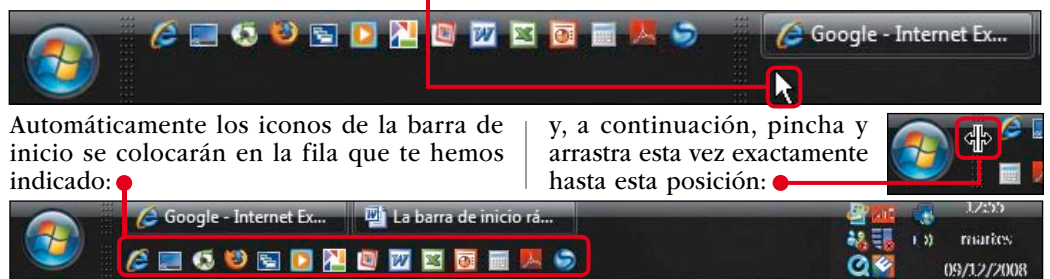 Google - Internet Ex...
Automáticamente los iconos de la barra de
inicio se colocarán en la fila que te hemos
indicado:
y, a continuación, pincha y
arrastra esta vez exactamente
hasta esta posición:
Google - Internet Ex...
La barra de inicio rá...
12:55
martes
09/12/2008